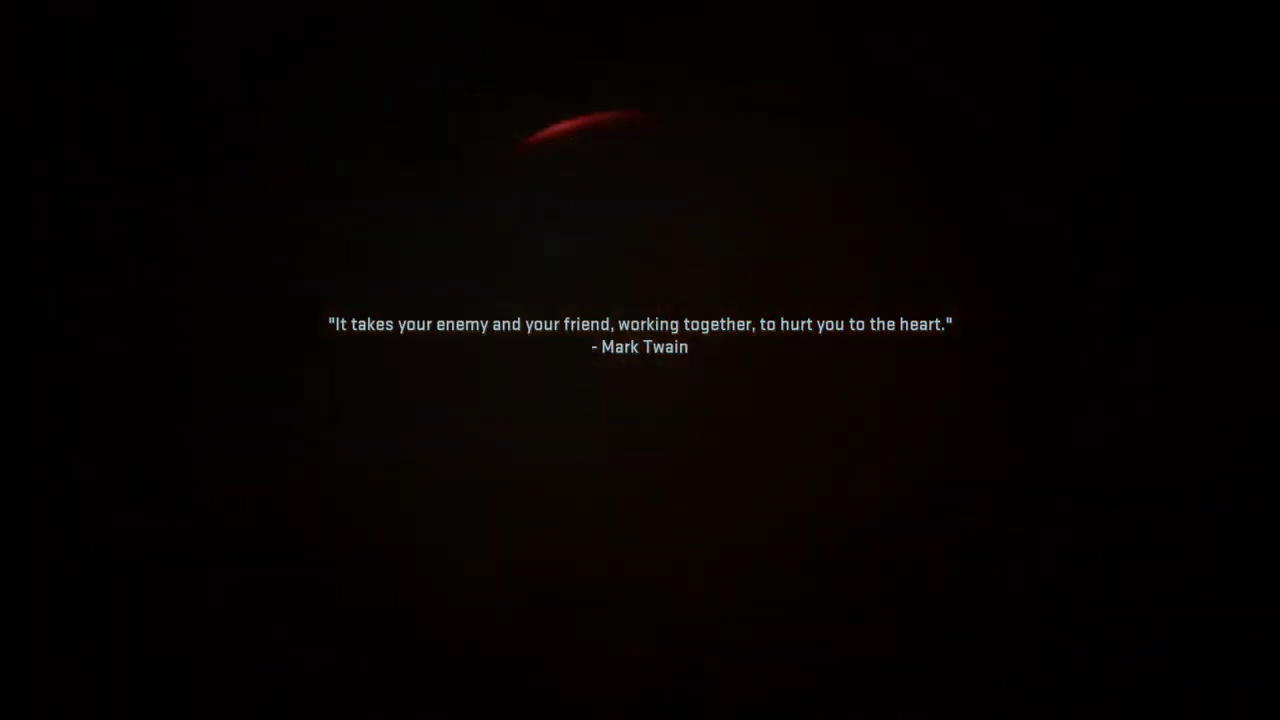 "It takes your enemy and your friend, working together, to hurt you to the heart."
- Mark Twain